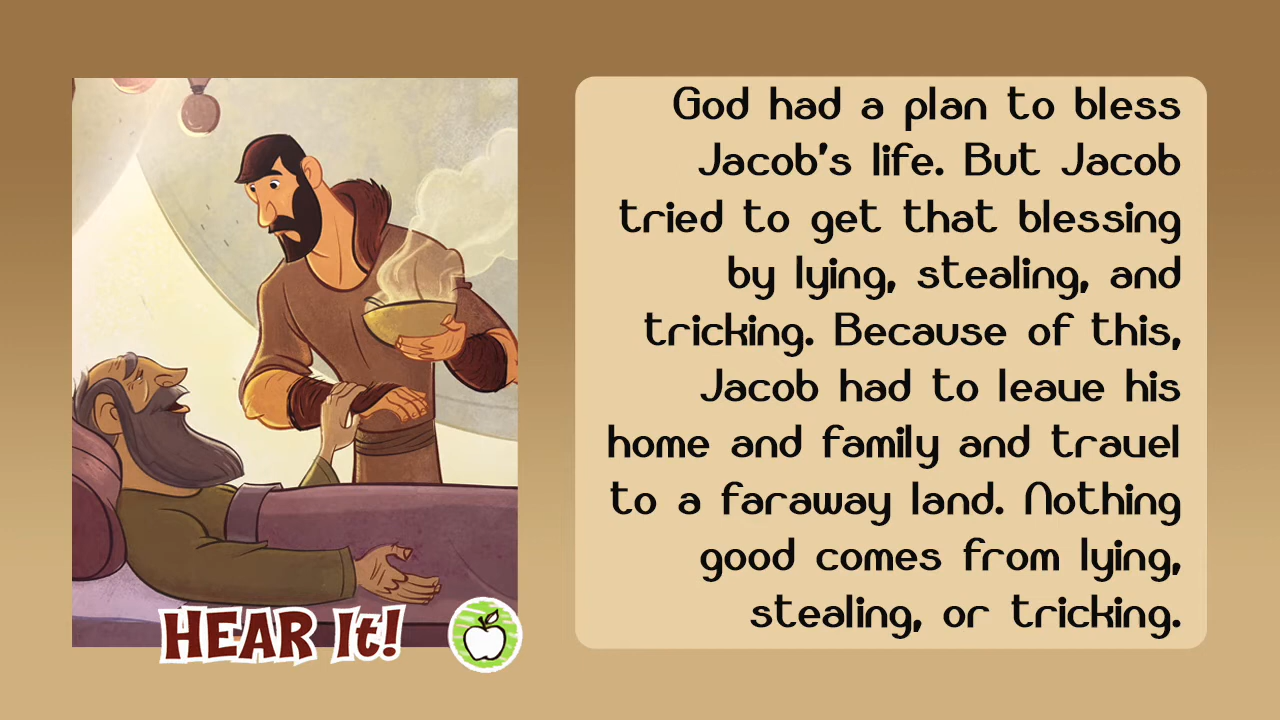 God had a plan to bless
Jacob's life. But Jacob
tried to get that blessing
by lying, stealing, and
tricking. Because of this,
Jacob had to leave his
home and family and travel
to a faraway land. Nothing
good comes from lying,
stealing, or tricking.
HEAR It!